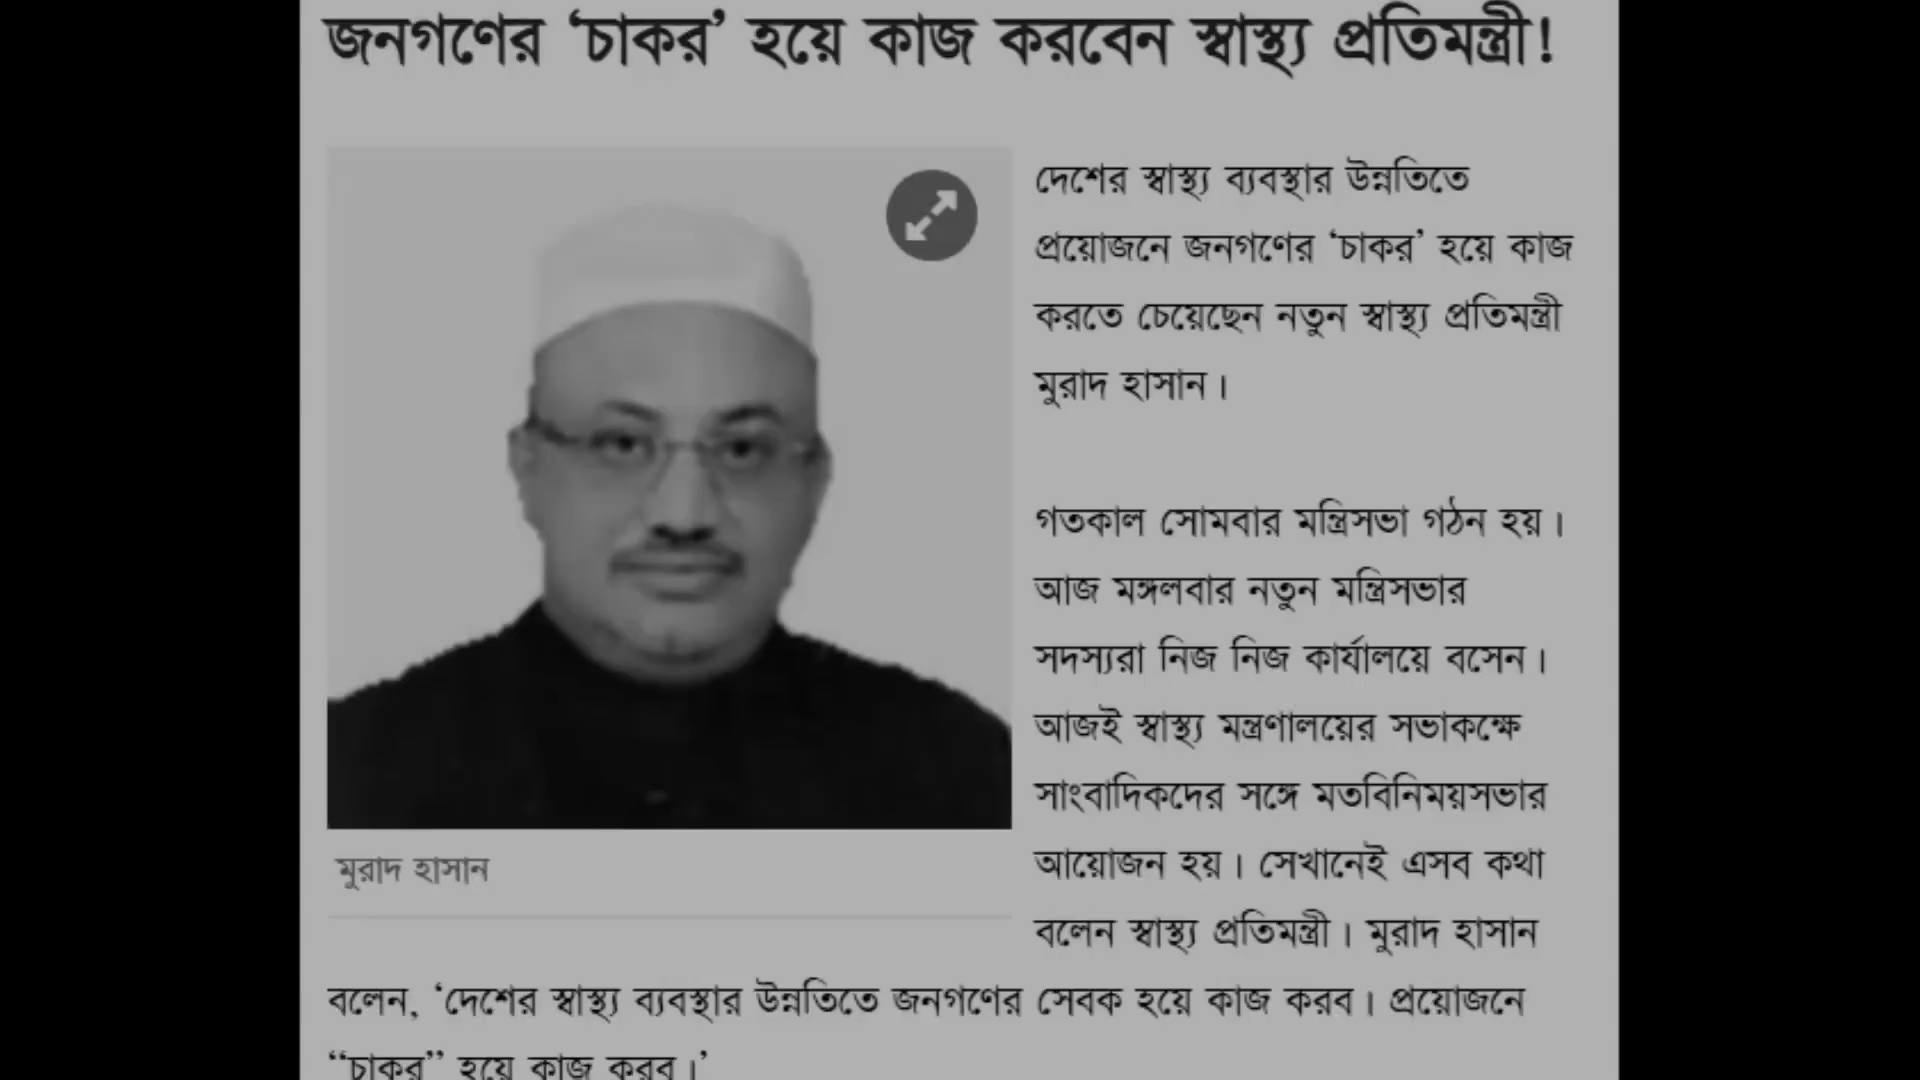 জনগণের ‘চাকর’ হয়ে কাজ করবেন স্বাস্থ্য প্রতিমন্ত্রী!
দেশের স্বাস্থ্য ব্যবস্থার উন্নতিতে
প্রয়োজনে জনগণের ‘চাকর’ হয়ে কাজ
করতে চেয়েছেন নতুন স্বাস্থ্য প্রতিমন্ত্রী
মুরাদ হাসান।
গতকাল সোমবার মন্ত্রিসভা গঠন হয়।
আজ মঙ্গলবার নতুন মন্ত্রিসভার
সদস্যরা নিজ নিজ কার্যালয়ে বসেন।
আজই স্বাস্থ্য মন্ত্রণালয়ের সভাকক্ষে
সাংবাদিকদের সঙ্গে মতবিনিময়সভার
আয়োজন হয়। সেখানেই এসব কথা
বলেন স্বাস্থ্য প্রতিমন্ত্রী। মুরাদ হাসান
বলেন, ‘দেশের স্বাস্থ্য ব্যবস্থার উন্নতিতে জনগণের সেবক হয়ে কাজ করব। প্রয়োজনে
“চাকর” হয়ে কাজ করব।’
মুরাদ হাসান